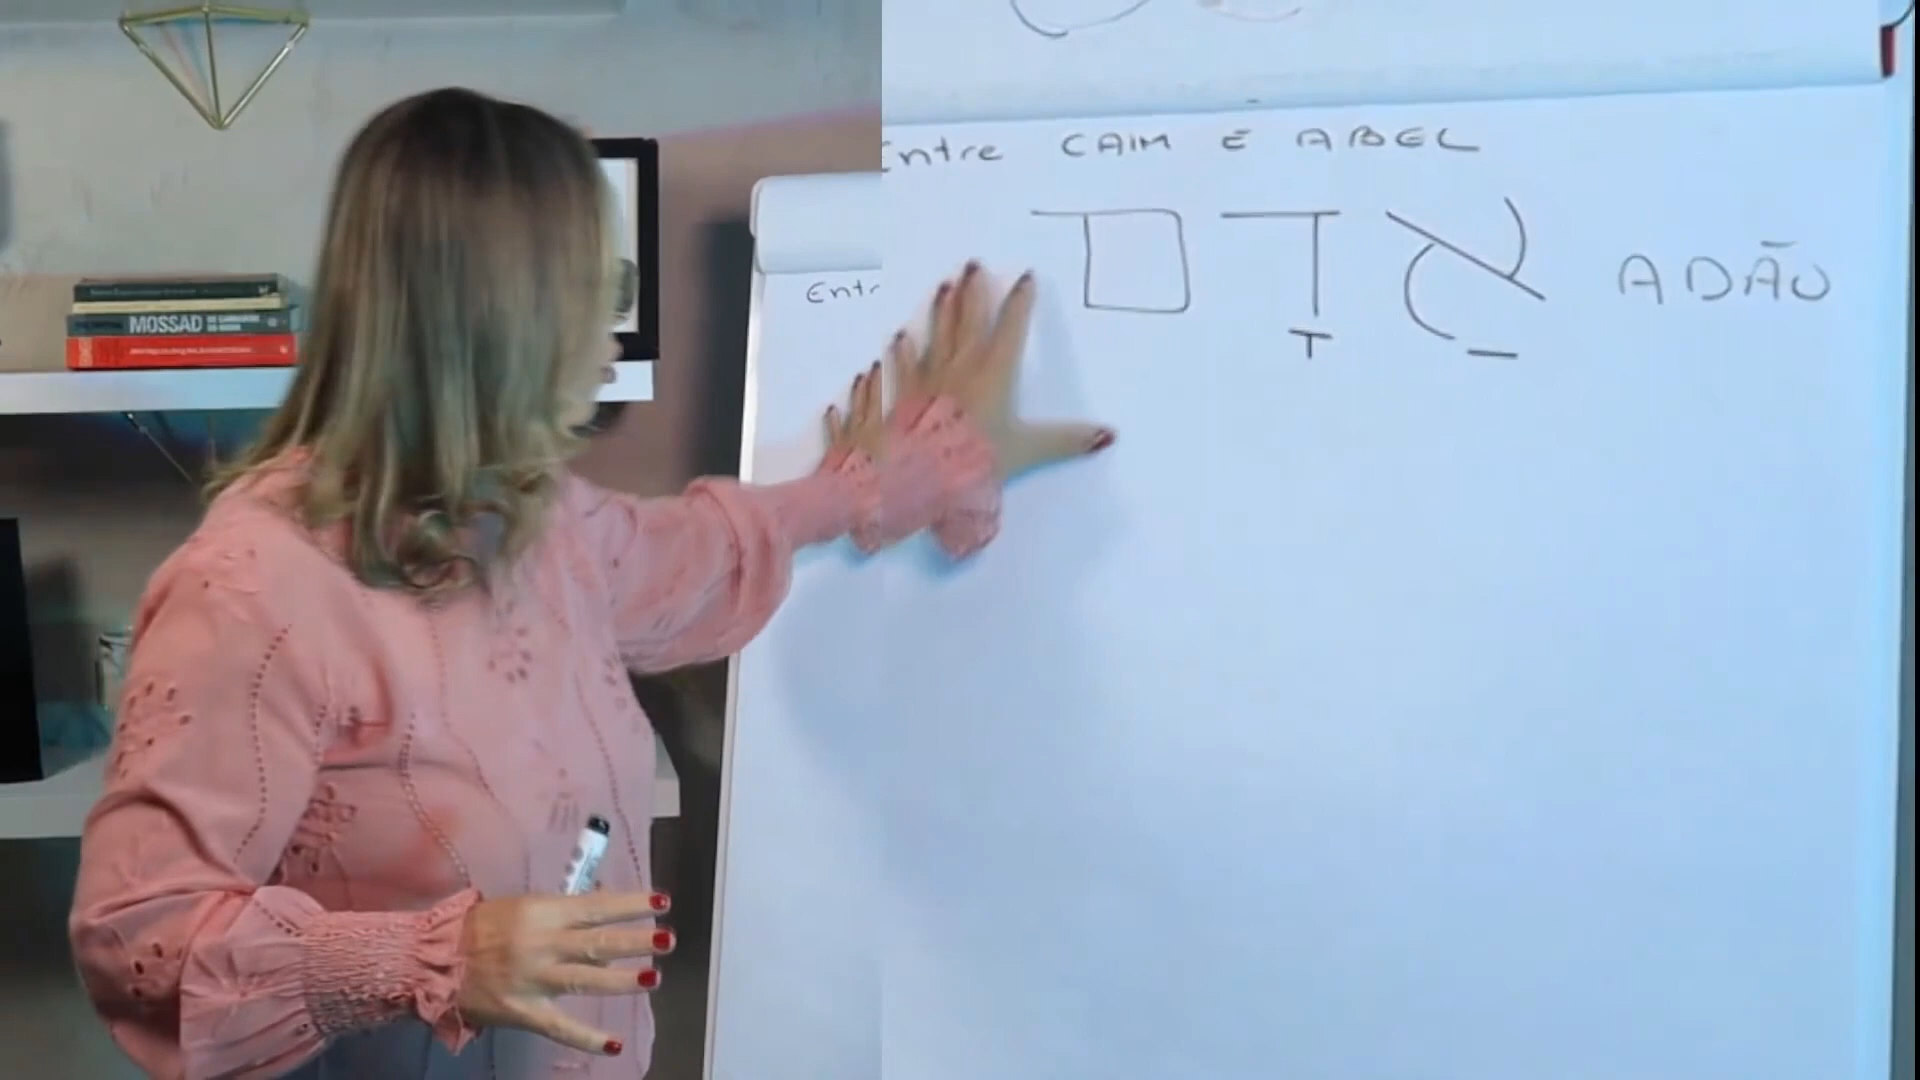 Entre CAIM E ABEL
אָדָם ADÃO
Entr
MOSSAD